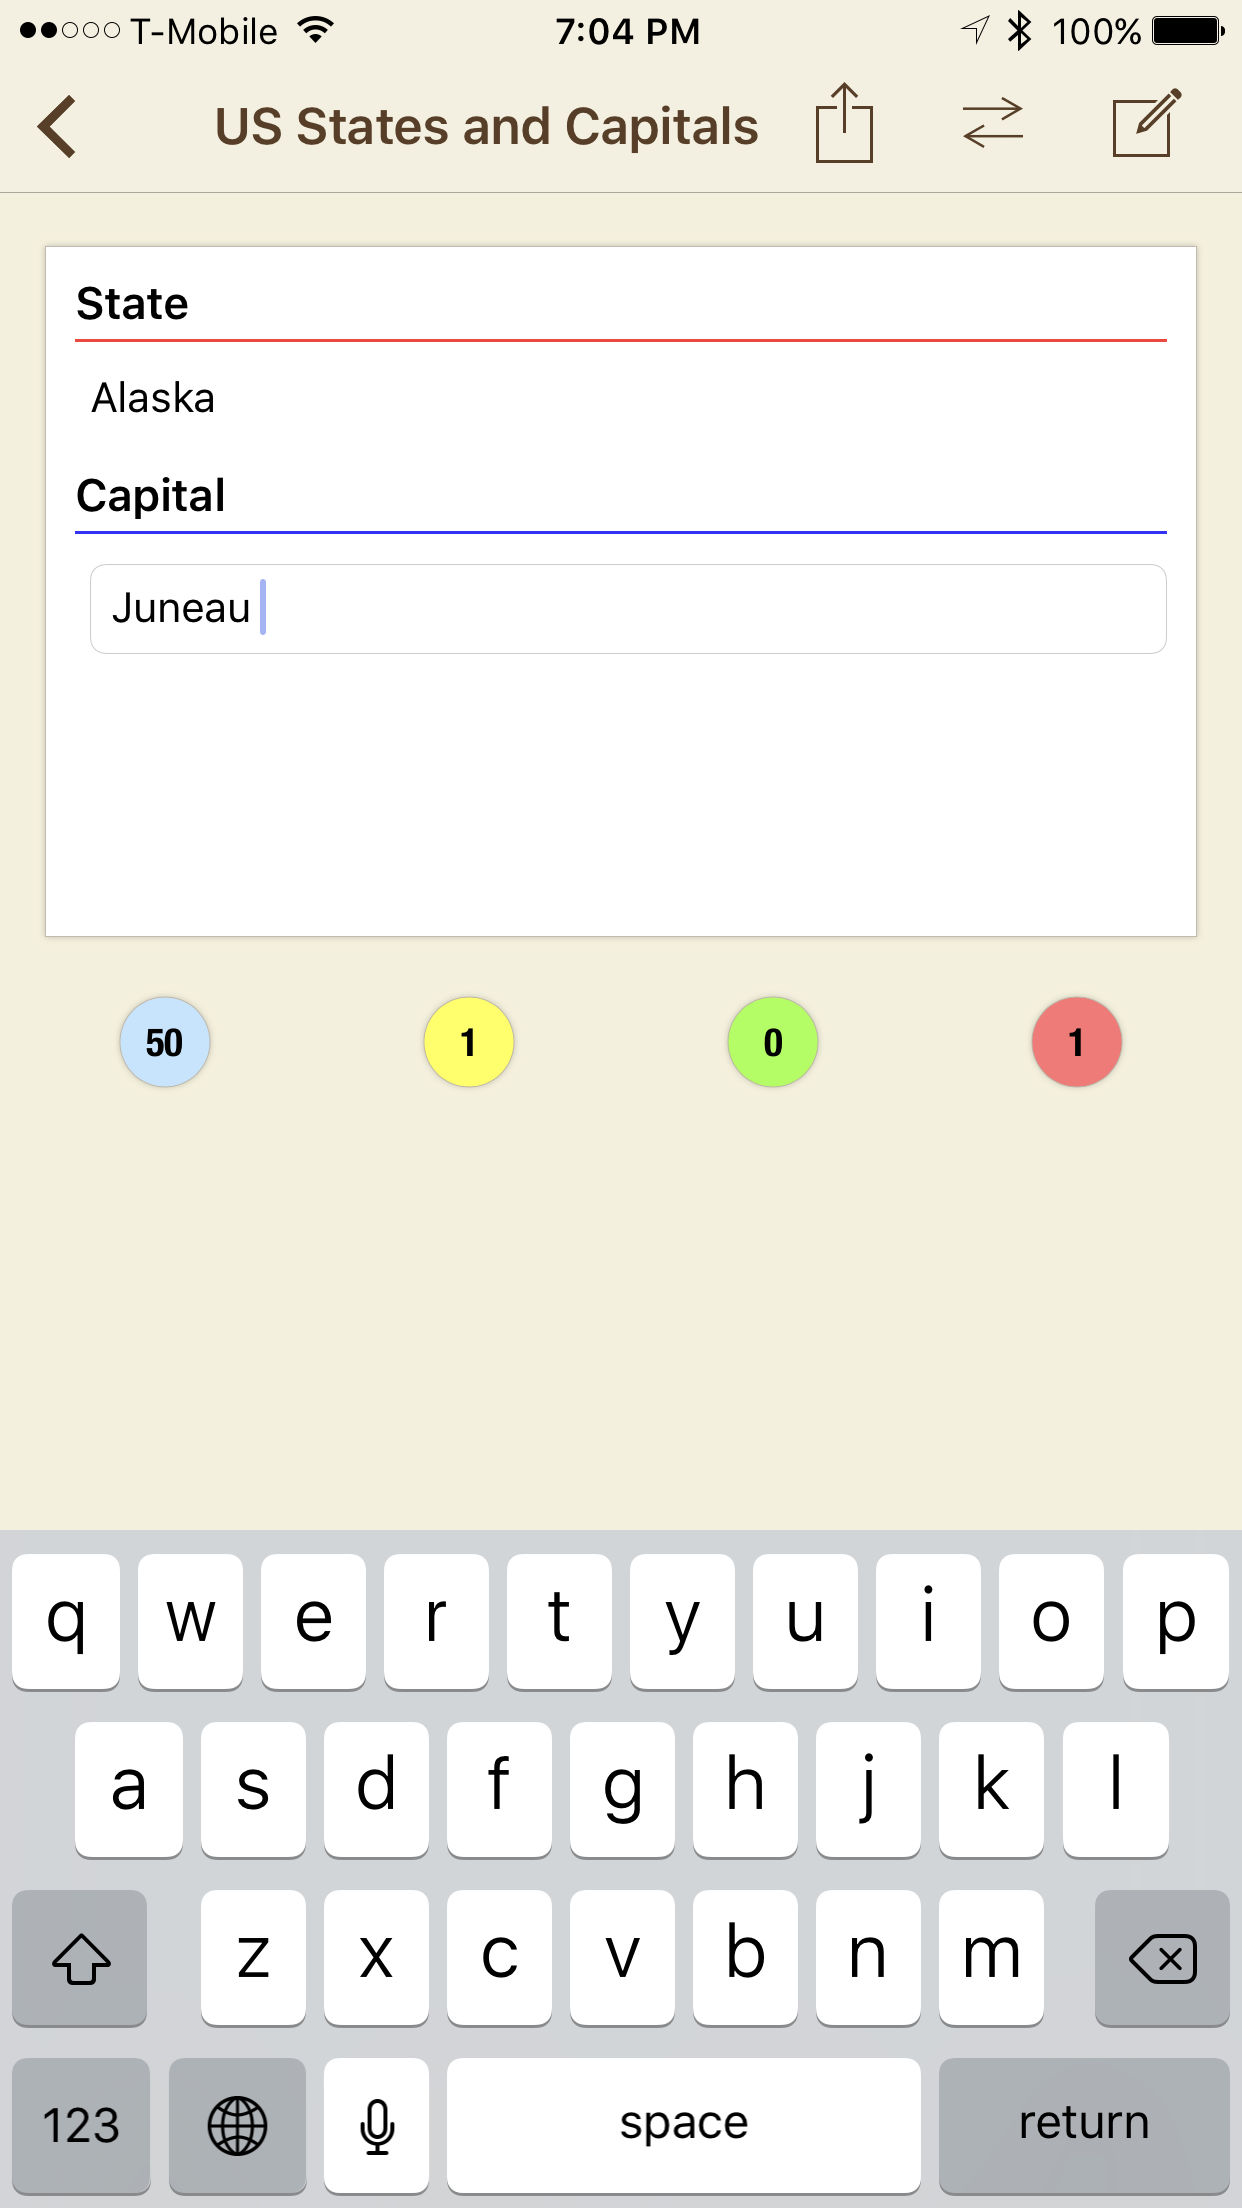 T-Mobile 7:04 PM 100%
US States and Capitals
State
Alaska
Capital
Juneau
50 1 0 1
q w e r t y u i o p
a s d f g h j k l
z x c v b n m
123 space return